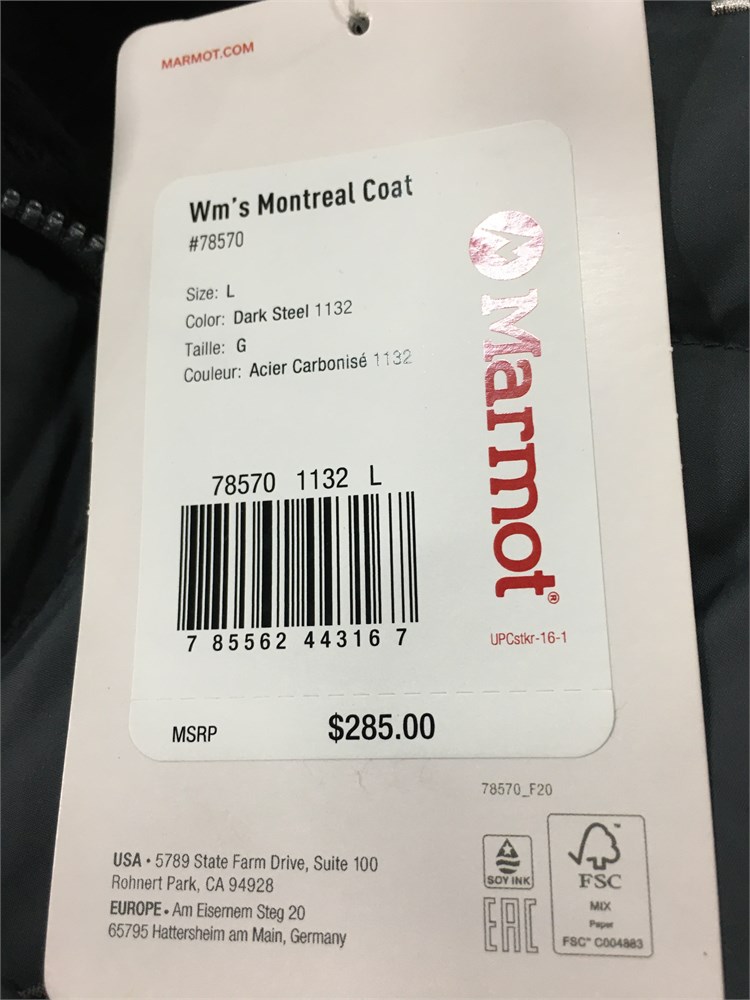 MARMOT.COM
Wm's Montreal Coat
#78570
Size: L
Color: Dark Steel 1132
Taille: G
Couleur: Acier Carbonisé 1132
Marmot®
78570 1132 L
7 85562 44316 7
UPCstkr-16-1
MSRP $285.00
78570_F20
USA • 5789 State Farm Drive, Suite 100
Rohnert Park, CA 94928
EUROPE • Am Eisernem Steg 20
65795 Hattersheim am Main, Germany
SOY INK
EAC
FSC
MIX
Paper
FSC™ C004883